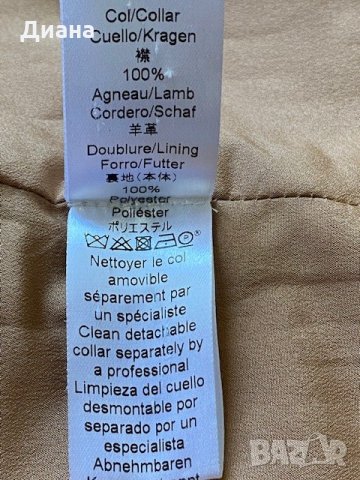 Диана
Col/Collar
Cuello/Kragen
襟
100%
Agneau/Lamb
Cordero/Schaf
羊革
Doublure/Lining
Forro/Futter
裏地(本体)
100%
Polyester
Poliéster
ポリエステル
Nettoyer le col
amovible
séparement par
un spécialiste
Clean detachable
collar separately by
a professional
Limpieza del cuello
desmontable por
separado por un
especialista
Abnehmbaren
BAZAR